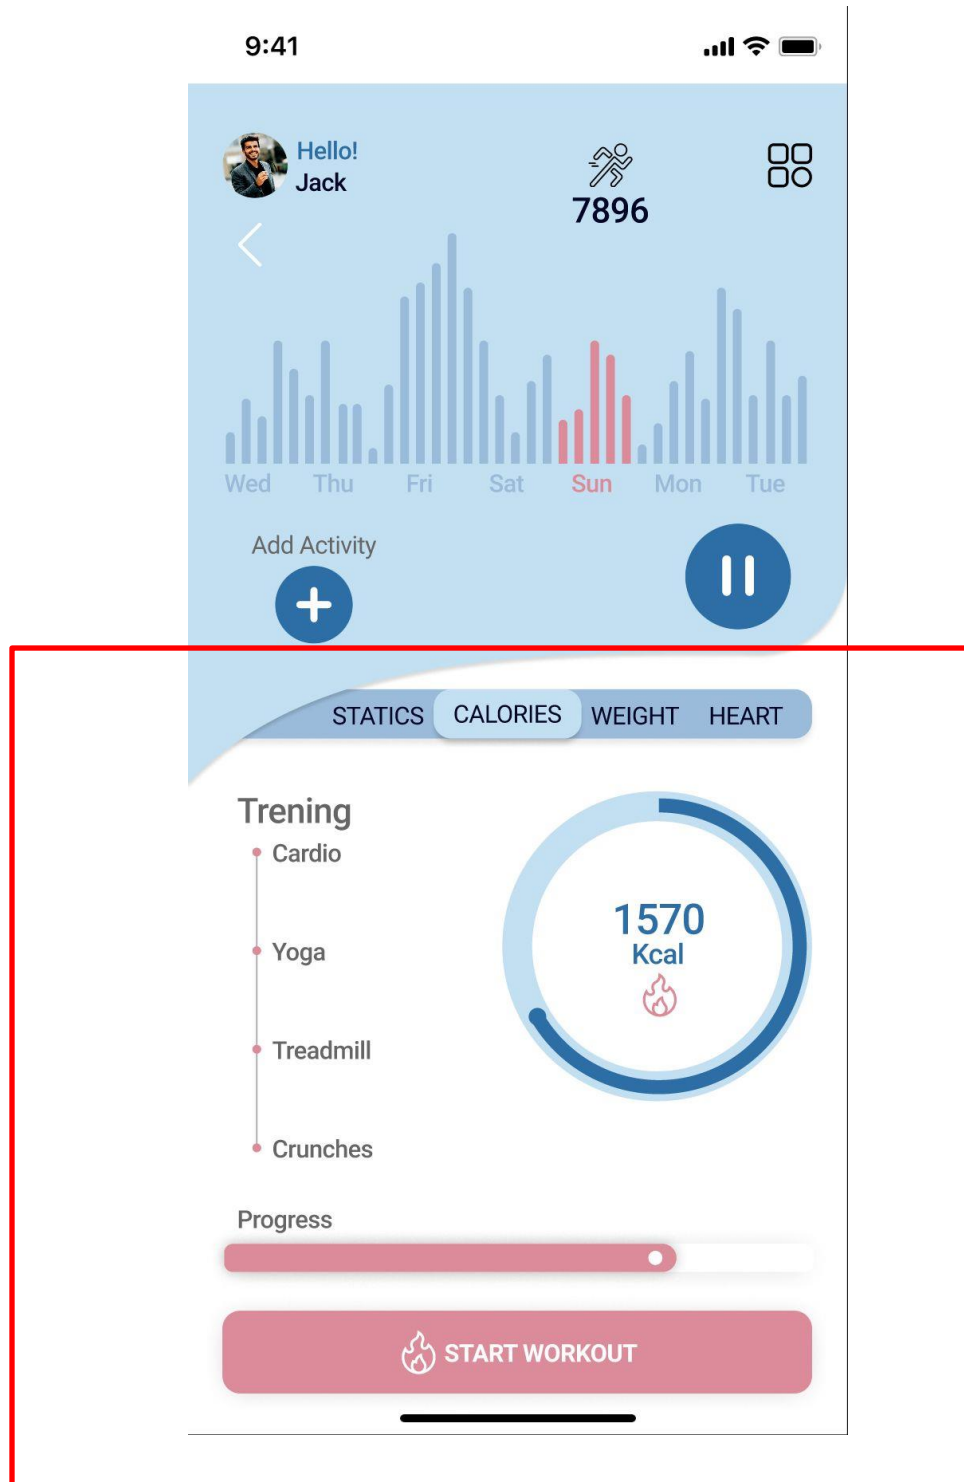 9:41
Hello!
Jack
7896
Wed Thu Fri Sat Sun Mon Tue
Add Activity
STATICS CALORIES WEIGHT HEART
Trening
Cardio
Yoga
Treadmill
Crunches
1570
Kcal
Progress
START WORKOUT